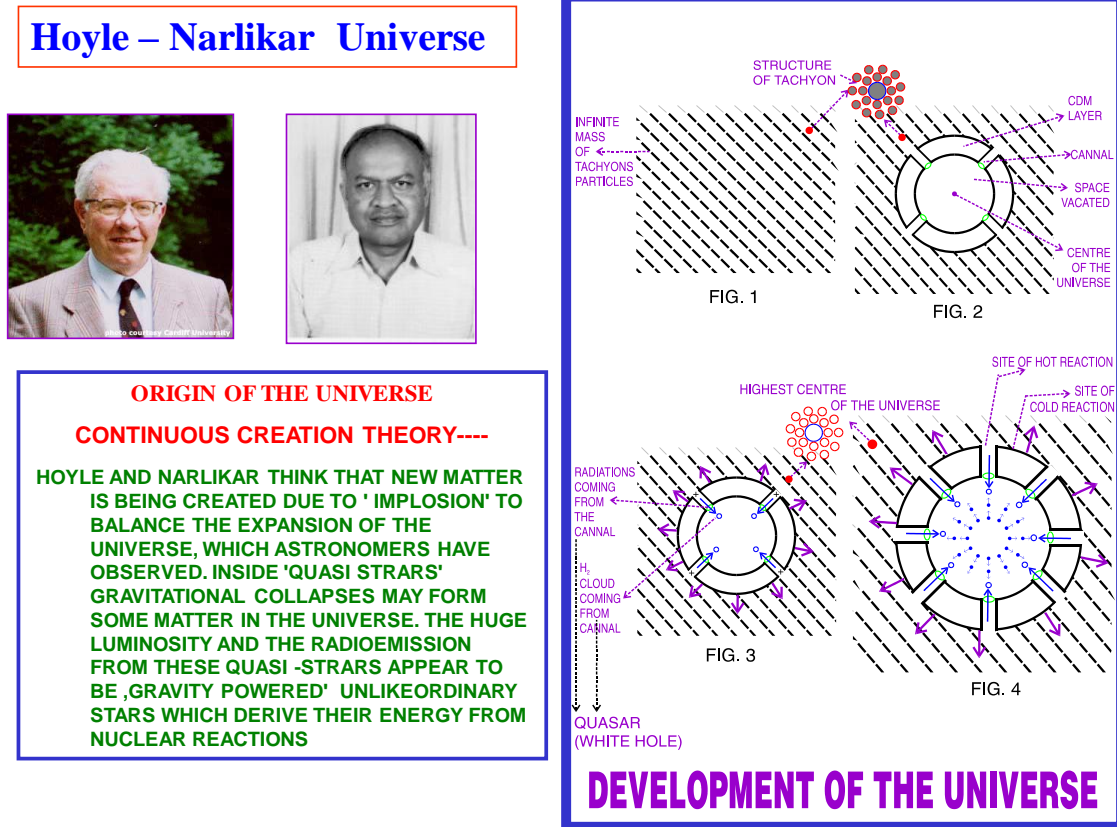 Hoyle – Narlikar Universe
photo courtesy Cardiff University
ORIGIN OF THE UNIVERSE
CONTINUOUS CREATION THEORY----
HOYLE AND NARLIKAR THINK THAT NEW MATTER
IS BEING CREATED DUE TO ' IMPLOSION' TO
BALANCE THE EXPANSION OF THE
UNIVERSE, WHICH ASTRONOMERS HAVE
OBSERVED. INSIDE 'QUASI STRARS'
GRAVITATIONAL COLLAPSES MAY FORM
SOME MATTER IN THE UNIVERSE. THE HUGE
LUMINOSITY AND THE RADIOEMISSION
FROM THESE QUASI -STRARS APPEAR TO
BE ,GRAVITY POWERED' UNLIKEORDINARY
STARS WHICH DERIVE THEIR ENERGY FROM
NUCLEAR REACTIONS
STRUCTURE
OF TACHYON
INFINITE
MASS
OF
TACHYONS
PARTICLES
FIG. 1
CDM
LAYER
CANNAL
SPACE
VACATED
CENTRE
OF THE
UNIVERSE
FIG. 2
HIGHEST CENTRE
OF THE UNIVERSE
RADIATIONS
COMING
FROM
THE
CANNAL
H₂
CLOUD
COMING
FROM
CANNAL
FIG. 3
QUASAR
(WHITE HOLE)
SITE OF HOT REACTION
SITE OF
COLD REACTION
FIG. 4
DEVELOPMENT OF THE UNIVERSE